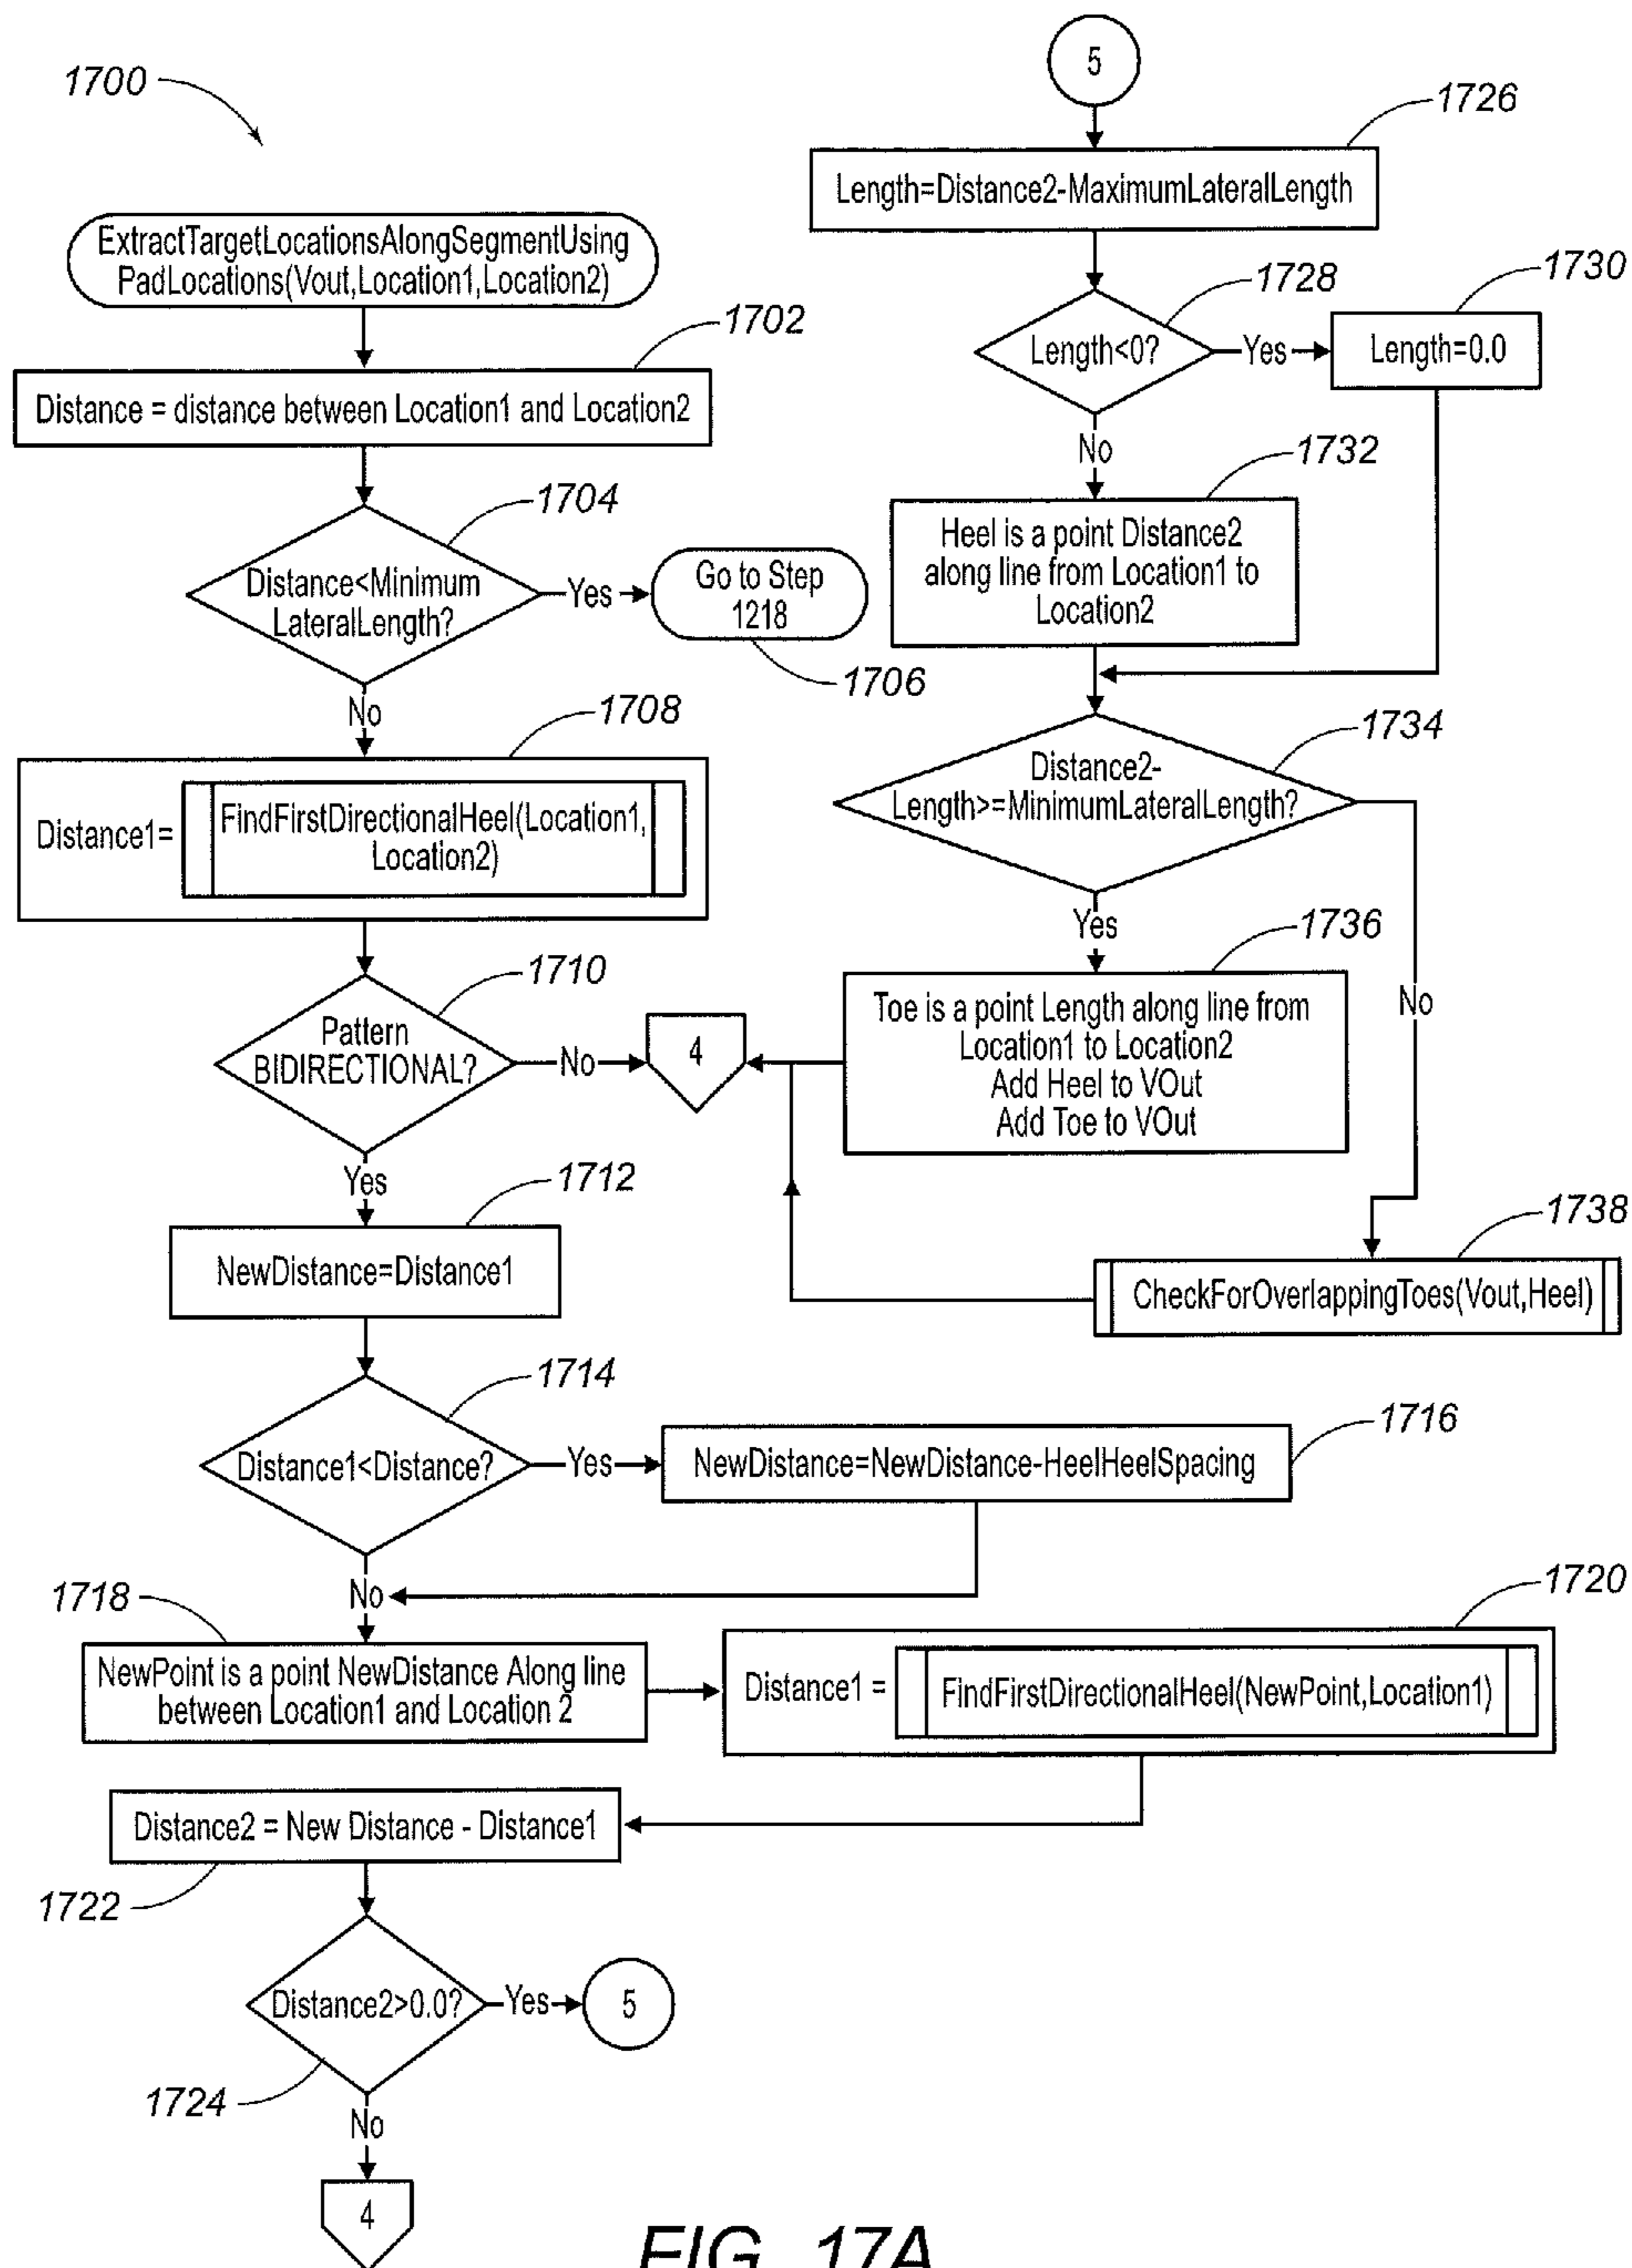 1700
ExtractTargetLocationsAlongSegmentUsing
PadLocations(Vout,Location1,Location2)
1702
Distance = distance between Location1 and Location2
1704
Distance<Minimum
LateralLength?
Yes
Go to Step
1218
1706
No
1708
Distance1=
FindFirstDirectionalHeel(Location1,
Location2)
1710
Pattern
BIDIRECTIONAL?
No
4
Yes
1712
NewDistance=Distance1
1714
Distance1<Distance?
Yes
NewDistance=NewDistance-HeelHeelSpacing
1716
No
1718
NewPoint is a point NewDistance Along line
between Location1 and Location 2
1720
Distance1 =
FindFirstDirectionalHeel(NewPoint,Location1)
Distance2 = New Distance - Distance1
1722
Distance2>0.0?
Yes
5
1724
No
4
5
1726
Length=Distance2-MaximumLateralLength
1728
Length<0?
Yes
1730
Length=0.0
No
1732
Heel is a point Distance2
along line from Location1 to
Location2
1734
Distance2-
Length>=MinimumLateralLength?
Yes
No
1736
Toe is a point Length along line from
Location1 to Location2
Add Heel to VOut
Add Toe to VOut
1738
CheckForOverlappingToes(Vout,Heel)
FIG. 17A